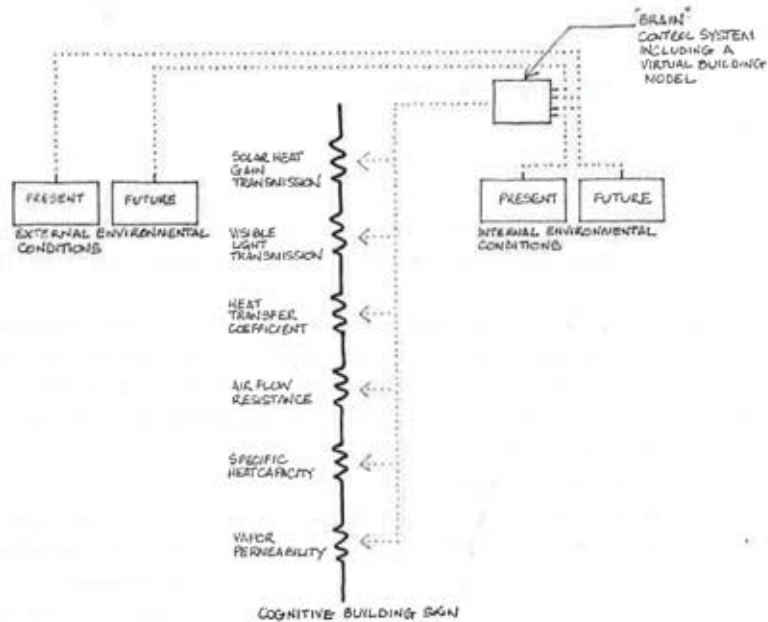 "BRAIN"
CONTROL SYSTEM
INCLUDING A
VIRTUAL BUILDING
MODEL
SOLAR HEAT
GAIN
TRANSMISSION
PRESENT
FUTURE
EXTERNAL ENVIRONMENTAL
CONDITIONS
PRESENT
FUTURE
INTERNAL ENVIRONMENTAL
CONDITIONS
VISIBLE
LIGHT
TRANSMISSION
HEAT
TRANSFER
COEFFICIENT
AIR FLOW
RESISTANCE
SPECIFIC
HEAT CAPACITY
VAPOR
PERMEABILITY
COGNITIVE BUILDING SKIN